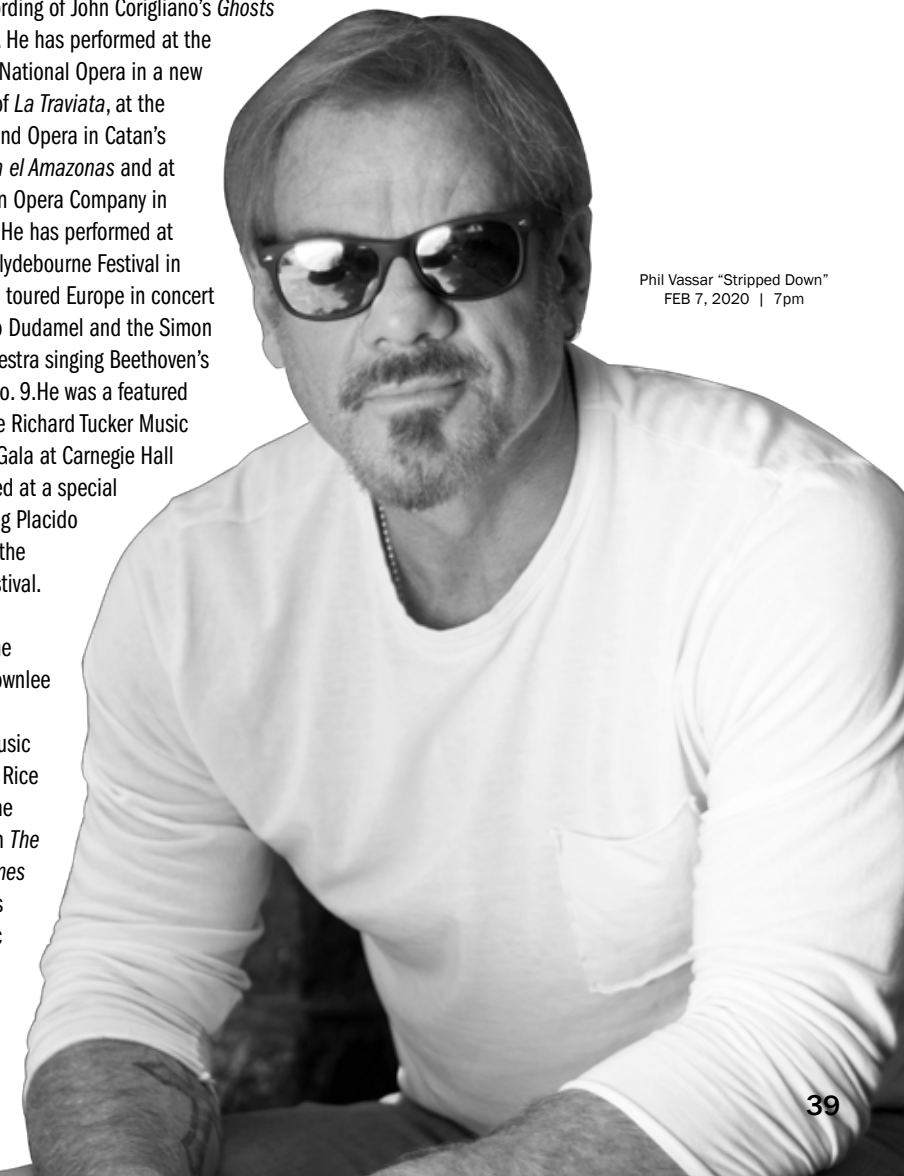 rding of John Corigliano’s Ghosts
. He has performed at the
National Opera in a new
of La Traviata, at the
nd Opera in Catan’s
n el Amazonas and at
n Opera Company in
He has performed at
lydebourne Festival in
toured Europe in concert
o Dudamel and the Simon
estra singing Beethoven’s
o. 9.He was a featured
e Richard Tucker Music
Gala at Carnegie Hall
ed at a special
g Placido
the
tival.
ne
ownlee
usic
Rice
ne
n The
nes
s
c
Phil Vassar “Stripped Down”
FEB 7, 2020 | 7pm
39